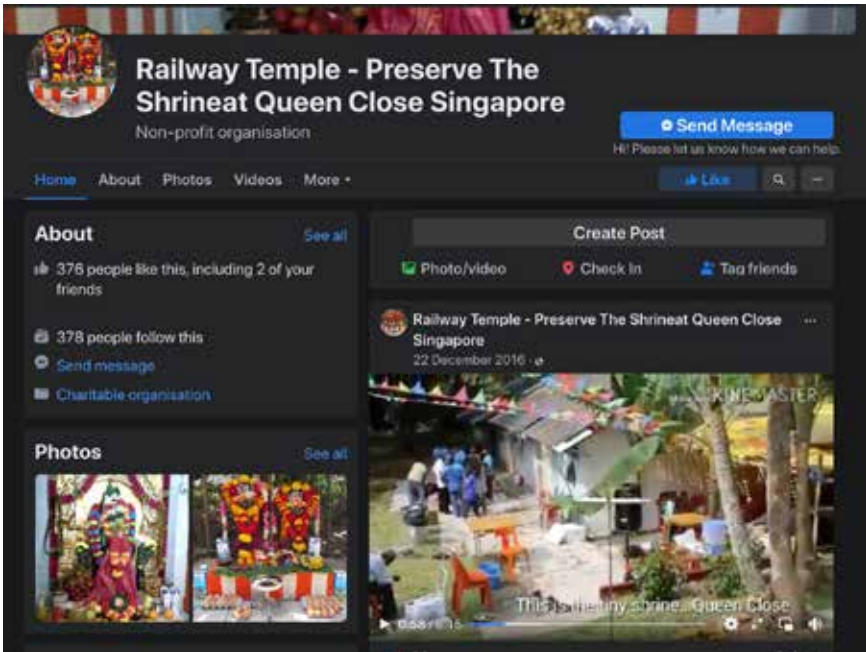 Railway Temple - Preserve The
Shrineat Queen Close Singapore
Non-profit organisation
Send Message
Hi! Please let us know how we can help.
Home About Photos Videos More
Like
About
See all
376 people like this, including 2 of your
friends
378 people follow this
Send message
Charitable organisation
Photos
See all
Create Post
Photo/video Check In Tag friends
Railway Temple - Preserve The Shrineat Queen Close
Singapore
22 December 2016
KINEMASTER
This is the tiny shrine.. Queen Close